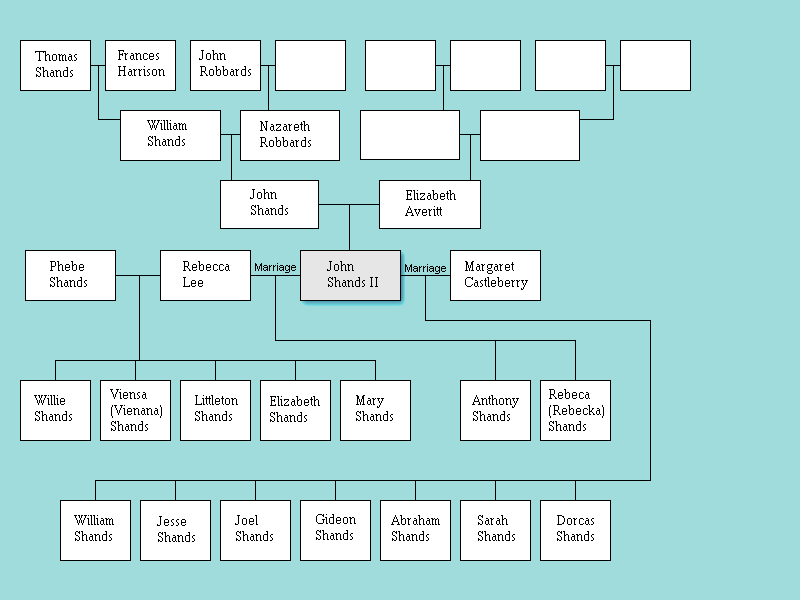 Thomas
Shands
Frances
Harrison
John
Robbards
William
Shands
Nazareth
Robbards
John
Shands
Elizabeth
Averitt
Phebe
Shands
Rebecca
Lee
Marriage
John
Shands II
Marriage
Margaret
Castleberry
Willie
Shands
Viensa
(Vienana)
Shands
Littleton
Shands
Elizabeth
Shands
Mary
Shands
Anthony
Shands
Rebeca
(Rebecka)
Shands
William
Shands
Jesse
Shands
Joel
Shands
Gideon
Shands
Abraham
Shands
Sarah
Shands
Dorcas
Shands